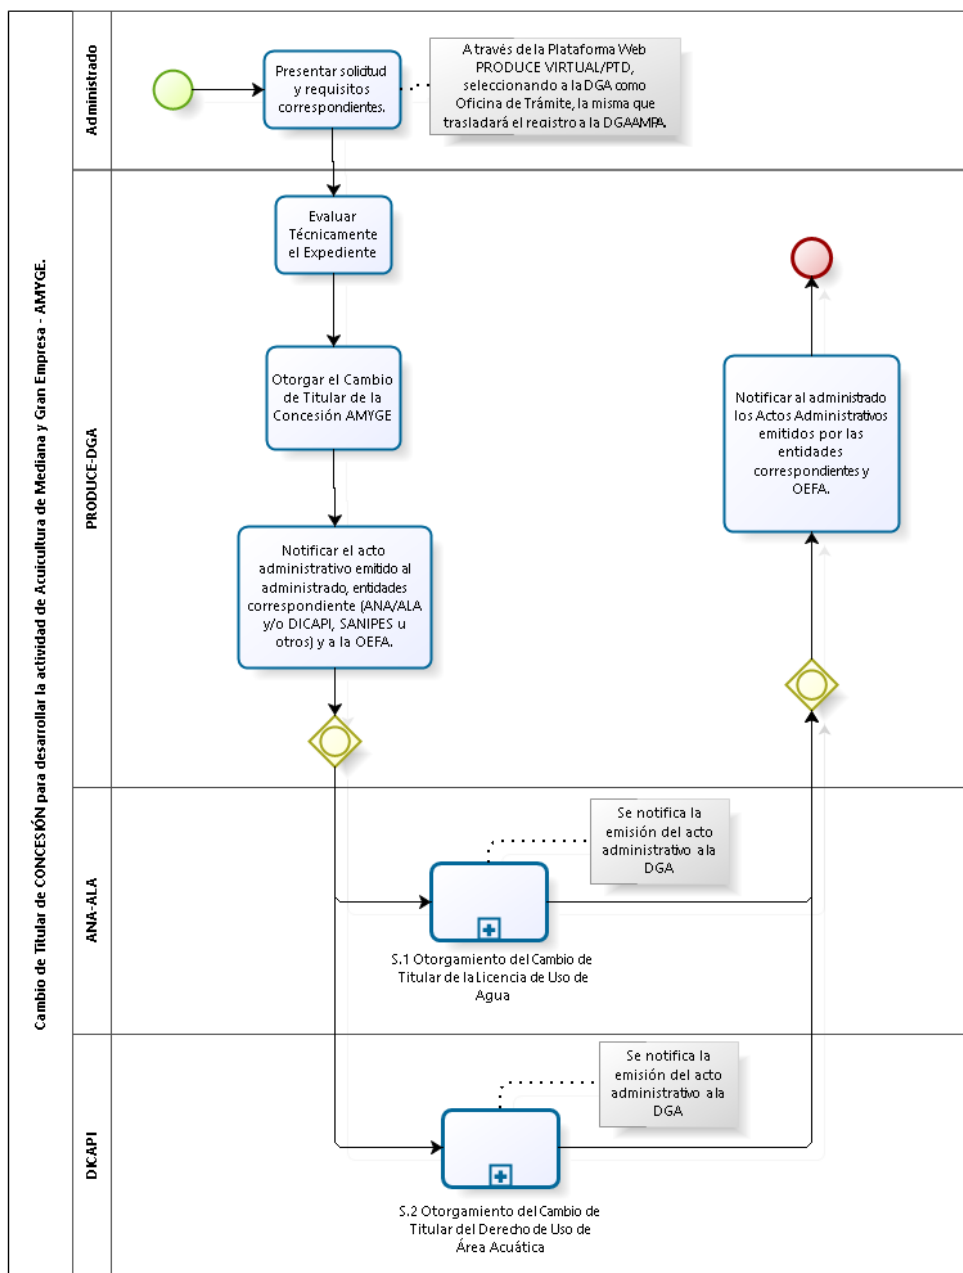 Cambio de Titular de CONCESIÓN para desarrollar la actividad de Acuicultura de Mediana y Gran Empresa - AMYGE.
Administrado
Presentar solicitud
y requisitos
correspondientes.
A través de la Plataforma Web
PRODUCE VIRTUAL/PTD,
seleccionando a la DGA como
Oficina de Trámite, la misma que
trasladará el registro a la DGAAMPA.
PRODUCE-DGA
Evaluar
Técnicamente
el Expediente
Otorgar el Cambio
de Titular de la
Concesión AMYGE
Notificar el acto
administrativo emitido al
administrado, entidades
correspondiente (ANA/ALA
y/o DICAPI, SANIPES u
otros) y a la OEFA.
Notificar al administrado
los Actos Administrativos
emitidos por las
entidades
correspondientes y
OEFA.
ANA-ALA
Se notifica la
emisión del acto
administrativo a la
DGA
S.1 Otorgamiento del Cambio de
Titular de la Licencia de Uso de
Agua
DICAPI
Se notifica la
emisión del acto
administrativo a la
DGA
S.2 Otorgamiento del Cambio de
Titular del Derecho de Uso de
Área Acuática